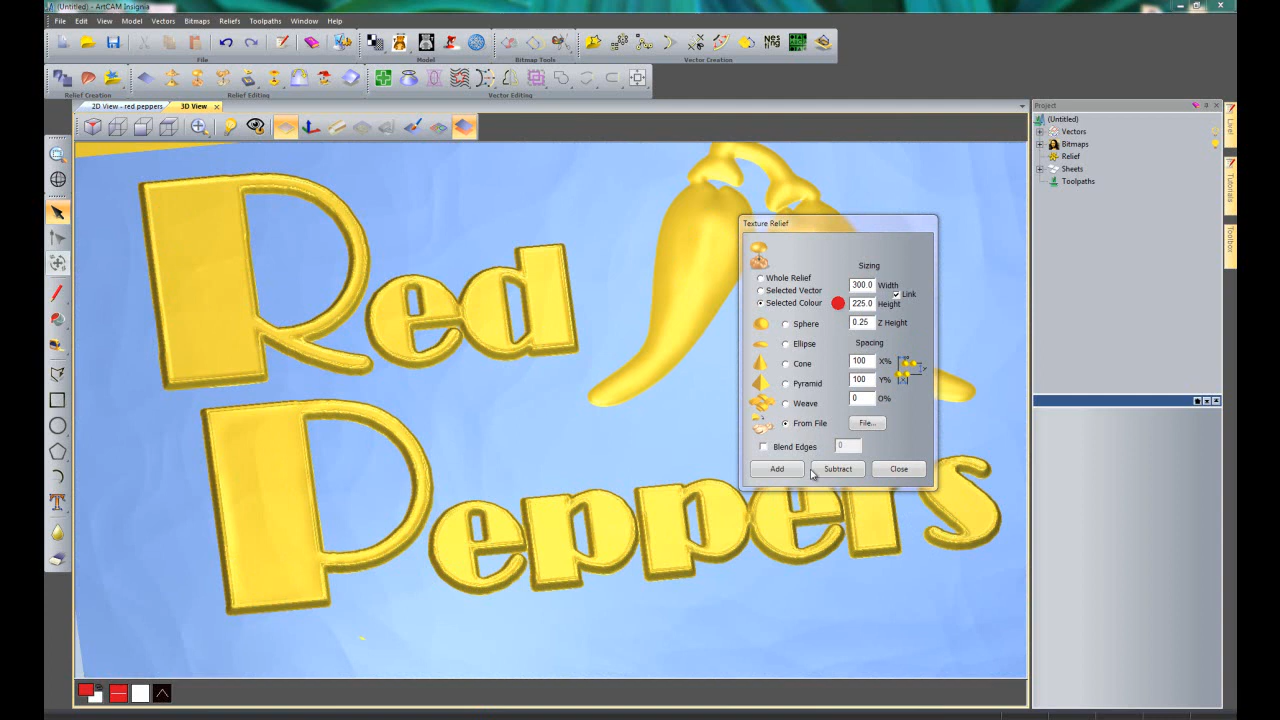 (Untitled) - ArtCAM Insignia
File Edit View Model Vectors Bitmaps Reliefs Toolpaths Window Help
File Model Bitmap Tools Vector Creation
Relief Creation Relief Editing Vector Editing
2D View - red peppers 3D View
Project
(Untitled)
Vectors
Bitmaps
Relief
Sheets
Toolpaths
Tutorials
Toolbox
Red
Peppers
Texture Relief
Sizing
Whole Relief
300.0 Width
Selected Vector
Link
Selected Colour 225.0 Height
Sphere 0.25 Z Height
Ellipse Spacing
Cone 100 X%
Pyramid 100 Y%
Weave 0 O%
From File File...
Blend Edges 0
Add Subtract Close